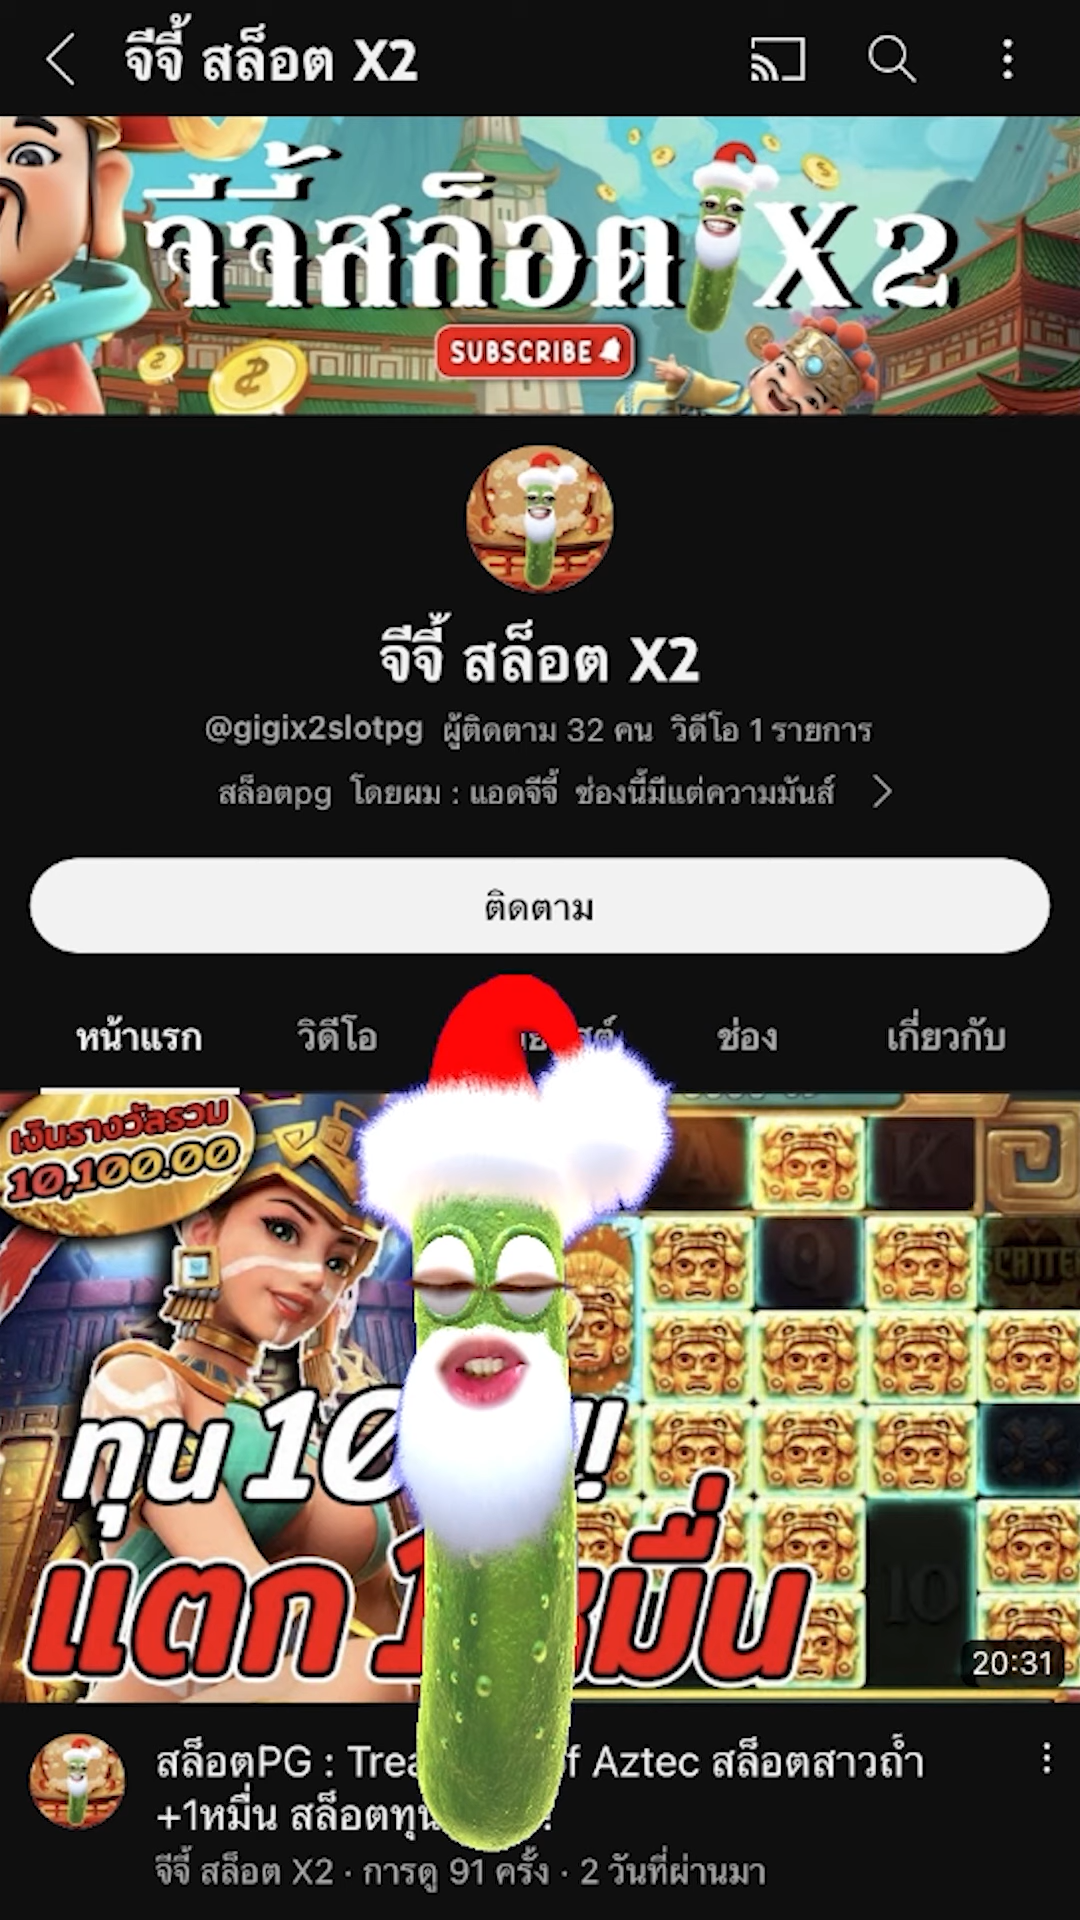 จีจี้ สล็อต X2
จีจี้สล็อต X2
SUBSCRIBE
จีจี้ สล็อต X2
@gigix2slotpg ผู้ติดตาม 32 คน วิดีโอ 1 รายการ
สล็อตpg โดยผม : แอดจีจี้ ช่องนี้มีแต่ความมันส์
ติดตาม
หน้าแรก วิดีโอ ช่อง เกี่ยวกับ
เงินรางวัลรวม
10,100.00
A K
Q
SCATTE
ทุน 10 !!
แตก 1 หมื่น
10
20:31
สล็อตPG : Trea f Aztec สล็อตสาวถ้ำ
+1หมื่น สล็อตทุน
จีจี้ สล็อต X2 · การดู 91 ครั้ง · 2 วันที่ผ่านมา